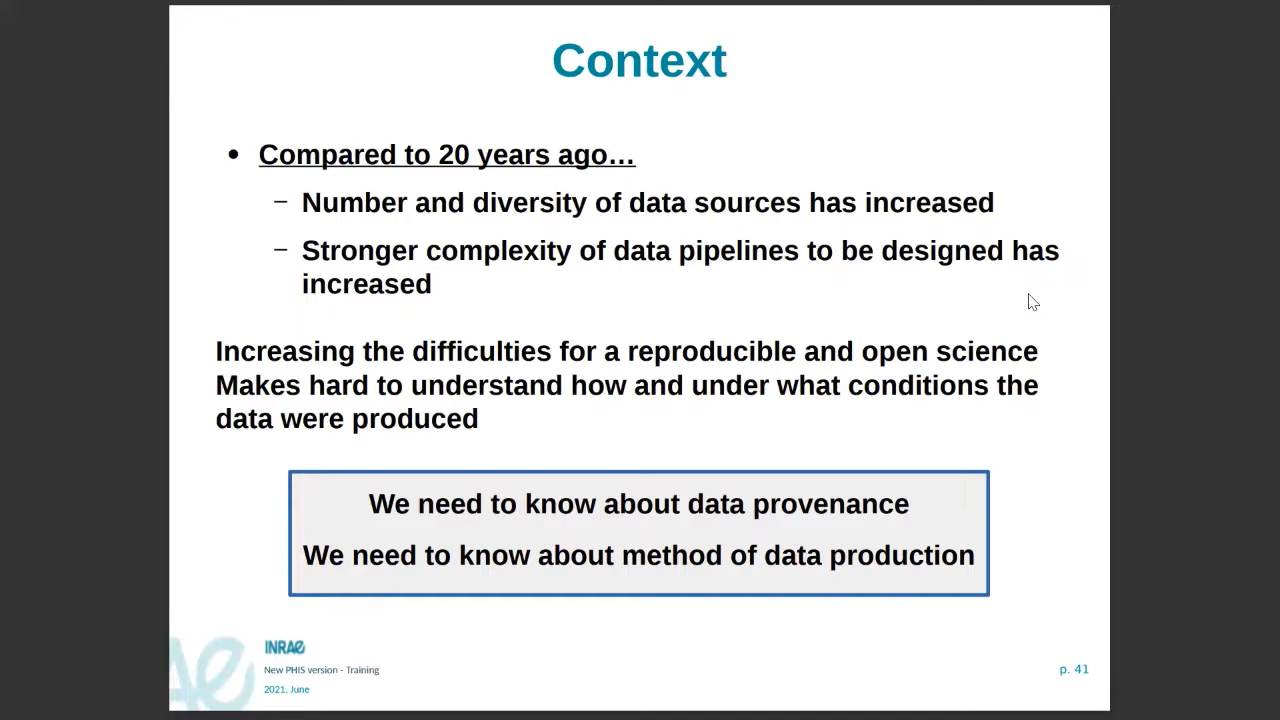 Context
• Compared to 20 years ago…
– Number and diversity of data sources has increased
– Stronger complexity of data pipelines to be designed has
increased
Increasing the difficulties for a reproducible and open science
Makes hard to understand how and under what conditions the
data were produced
We need to know about data provenance
We need to know about method of data production
INRAE
New PHIS version - Training
2021, June
p. 41